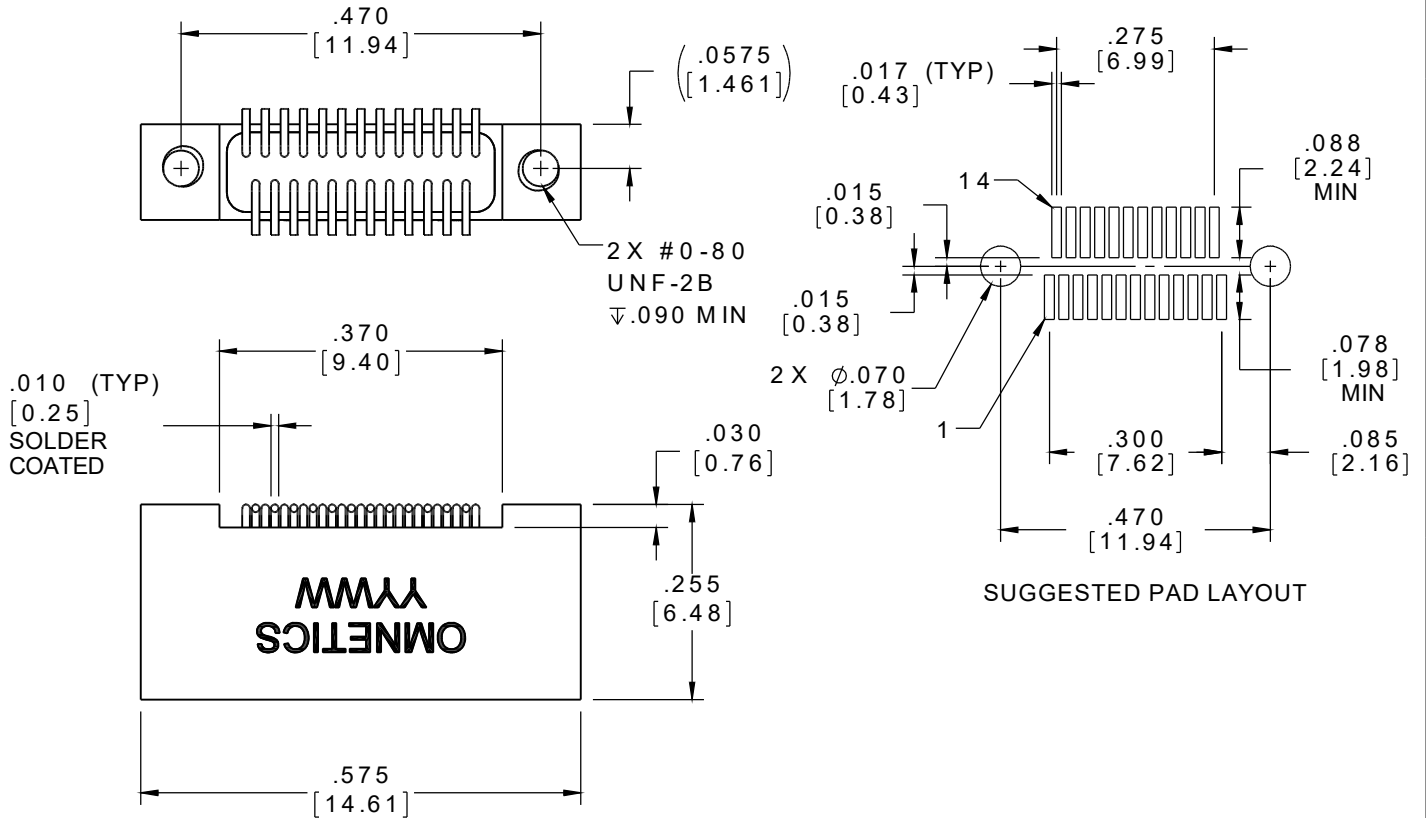 .470
[11.94]
(.0575)
[1.461]
2X #0-80
UNF-2B
↧.090 MIN
.370
[9.40]
.010 (TYP)
[0.25]
SOLDER
COATED
.030
[0.76]
.255
[6.48]
OMNETICS
YYWW
.575
[14.61]
.275
[6.99]
.017 (TYP)
[0.43]
.088
[2.24]
MIN
14
.015
[0.38]
.015
[0.38]
2X ⌀.070
[1.78]
1
.078
[1.98]
MIN
.300
[7.62]
.085
[2.16]
.470
[11.94]
SUGGESTED PAD LAYOUT